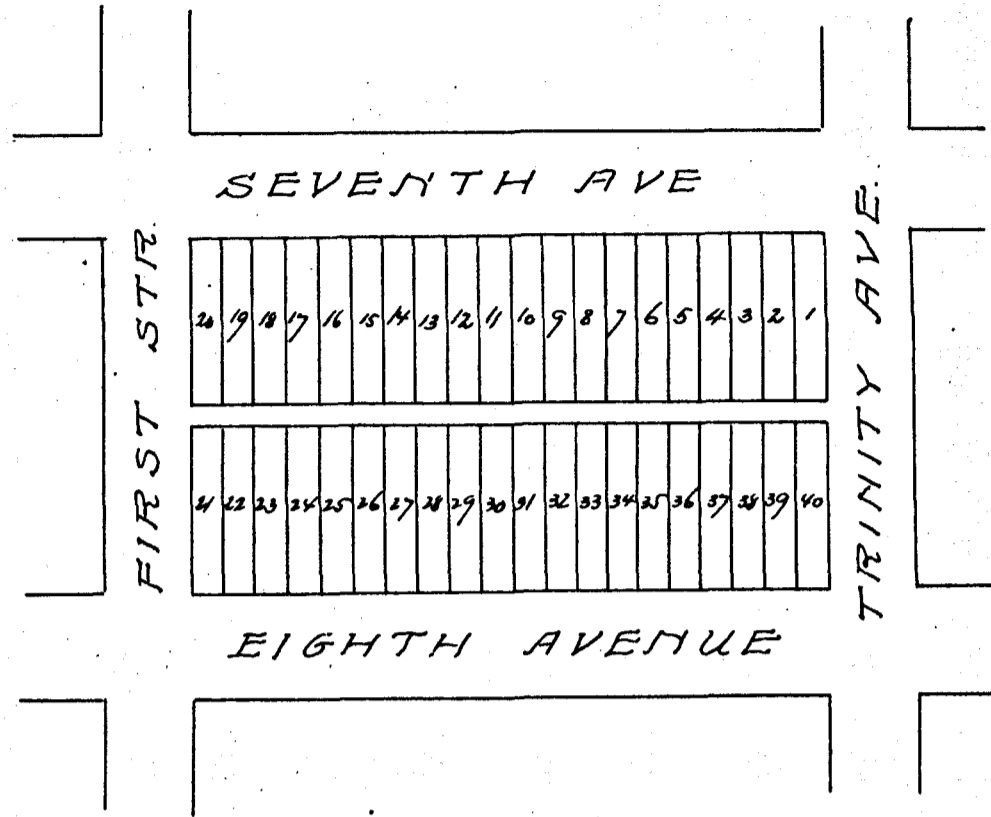 SEVENTH AVE
FIRST STR.
TRINITY AVE.
20 19 18 17 16 15 14 13 12 11 10 9 8 7 6 5 4 3 2 1
21 22 23 24 25 26 27 28 29 30 31 32 33 34 35 36 37 38 39 40
EIGHTH AVENUE